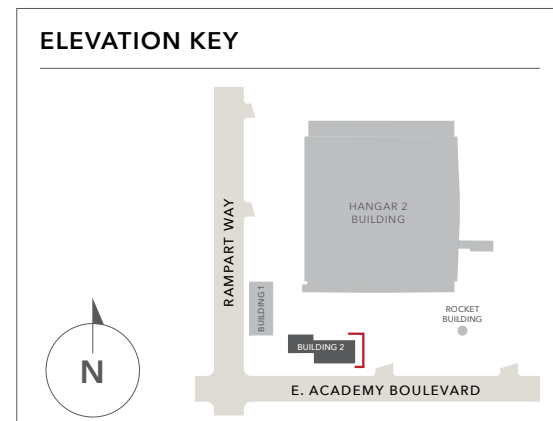 ELEVATION KEY
HANGAR 2
BUILDING
RAMPART WAY
BUILDING 1
ROCKET
BUILDING
BUILDING 2
N
E. ACADEMY BOULEVARD